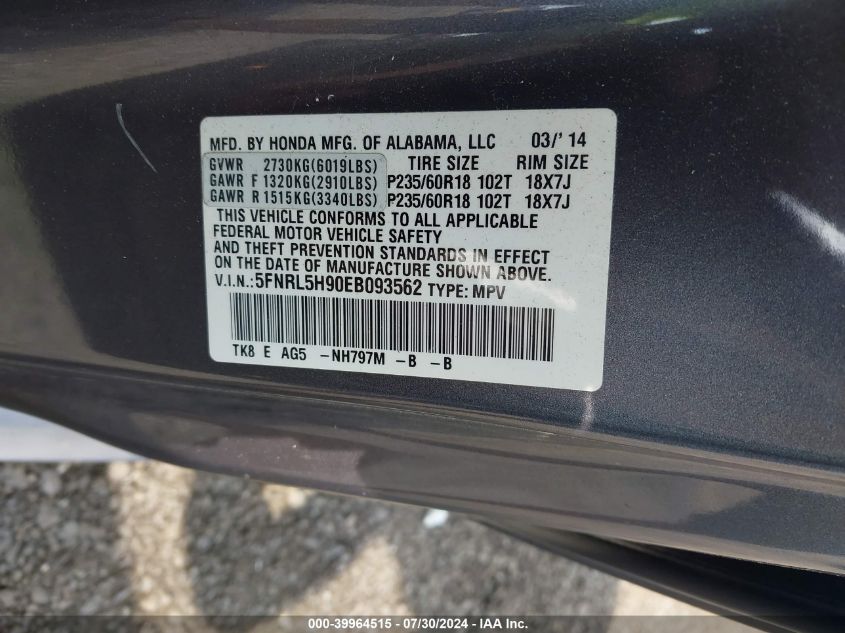 MFD. BY HONDA MFG. OF ALABAMA, LLC 03/' 14
GVWR 2730KG(6019LBS) TIRE SIZE RIM SIZE
GAWR F 1320KG(2910LBS) P235/60R18 102T 18X7J
GAWR R 1515KG(3340LBS) P235/60R18 102T 18X7J
THIS VEHICLE CONFORMS TO ALL APPLICABLE
FEDERAL MOTOR VEHICLE SAFETY
AND THEFT PREVENTION STANDARDS IN EFFECT
ON THE DATE OF MANUFACTURE SHOWN ABOVE.
V.I.N.:5FNRL5H90EB093562 TYPE: MPV
TK8 E AG5 -NH797M -B -B
000-39964515 - 07/30/2024 - IAA Inc.